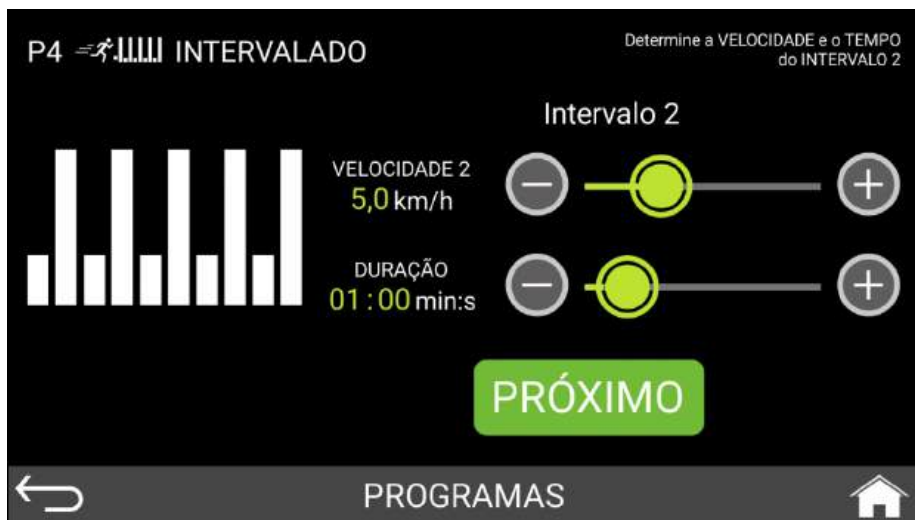 P4 INTERVALADO
Determine a VELOCIDADE e o TEMPO
do INTERVALO 2
Intervalo 2
VELOCIDADE 2
5,0 km/h
DURAÇÃO
01:00 min:s
PRÓXIMO
PROGRAMAS